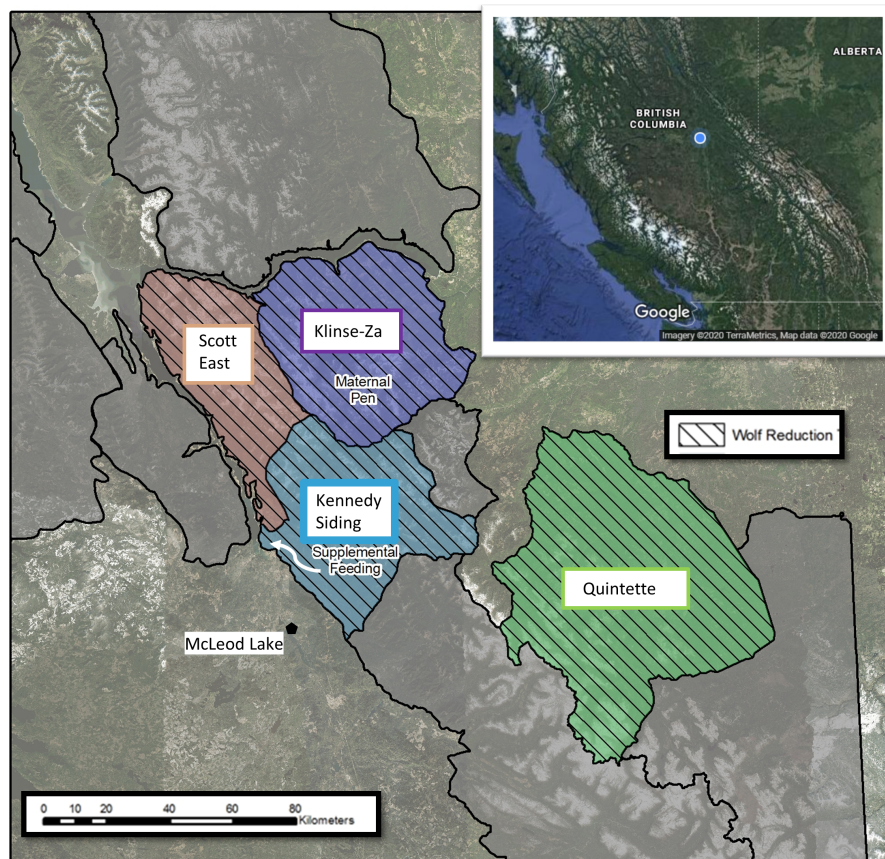 ALBERTA
BRITISH
COLUMBIA
Google
Imagery ©2020 TerraMetrics, Map data ©2020 Google
Scott
East
Klinse-Za
Maternal
Pen
Wolf Reduction
Kennedy
Siding
Supplemental
Feeding
Quintette
McLeod Lake
0 10 20 40 60 80
Kilometers